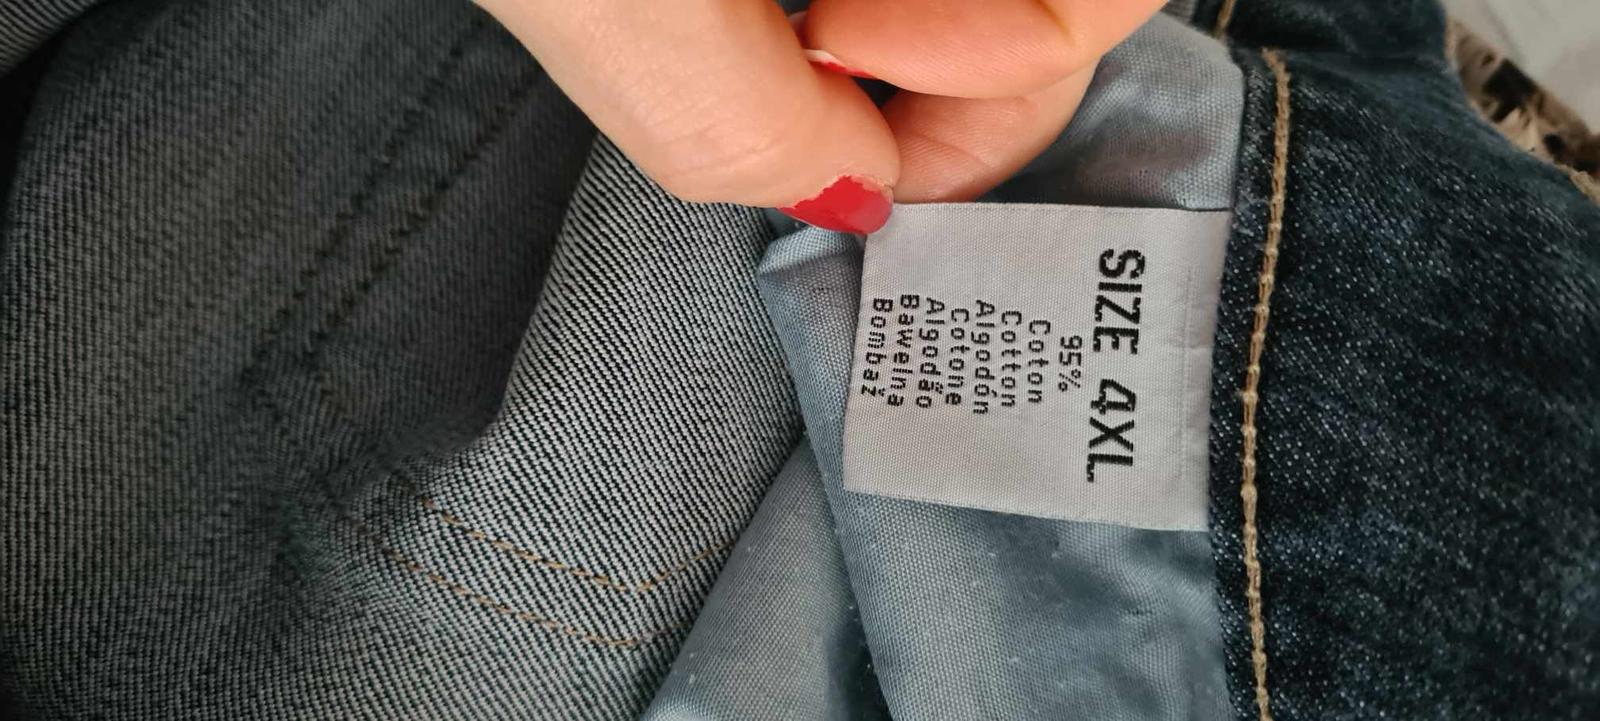 SIZE 4XL
95%
Coton
Cotton
Algodón
Cotone
Algodão
Bawełna
Bombaž